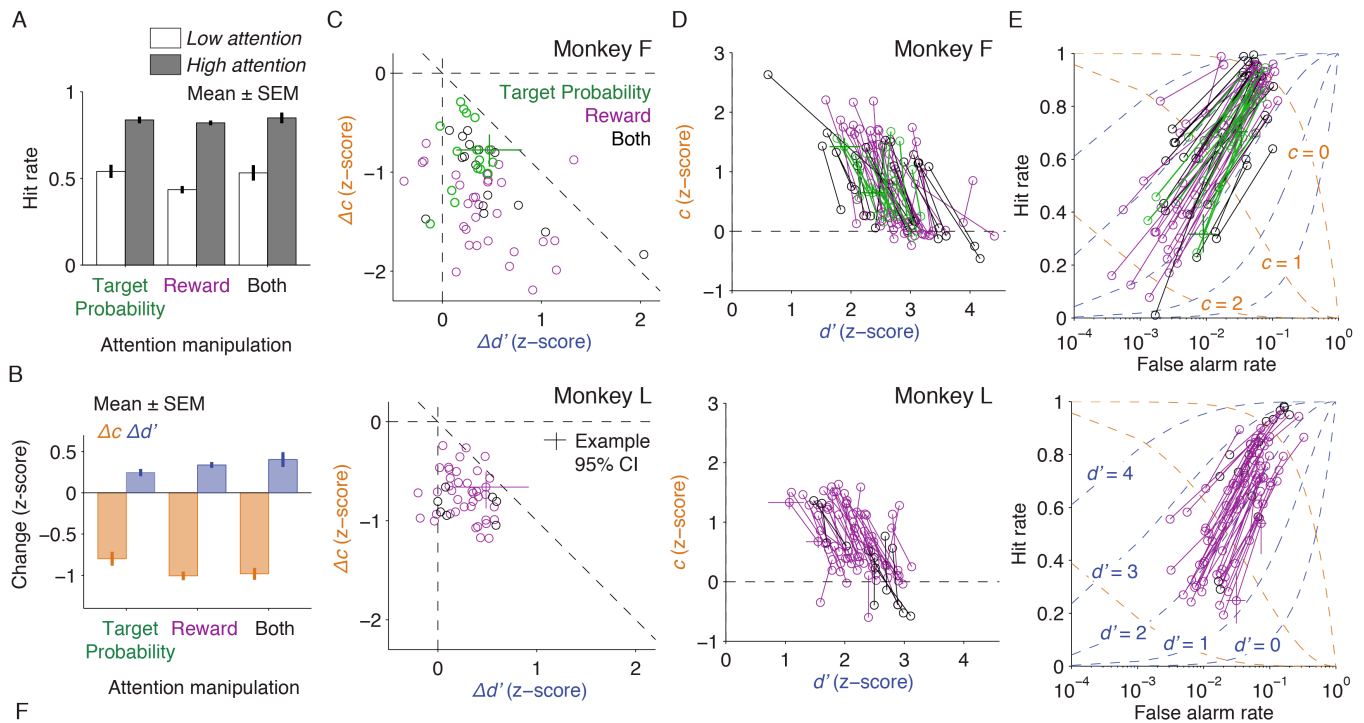 A
Low attention
High attention
Mean ± SEM
1
0.5
0
Hit rate
Target
Probability
Reward
Both
Attention manipulation
B
Mean ± SEM
Δc Δd’
0.5
0
−0.5
−1
Change (z−score)
Target
Probability
Reward
Both
Attention manipulation
F
C
Monkey F
Target Probability
Reward
Both
0
−1
−2
Δc (z−score)
0
1
2
Δd’ (z−score)
Monkey L
Example
95% CI
0
−1
−2
Δc (z−score)
0
1
2
Δd’ (z−score)
D
Monkey F
3
2
1
0
−1
c (z−score)
0
1
2
3
4
d’ (z−score)
Monkey L
3
2
1
0
−1
c (z−score)
0
1
2
3
4
d’ (z−score)
E
1
0.8
0.6
0.4
0.2
0
Hit rate
c = 0
c = 1
c = 2
10−4
10−3
10−2
10−1
100
False alarm rate
1
0.8
0.6
0.4
0.2
0
Hit rate
d’ = 4
d’ = 3
d’ = 2
d’ = 1
d’ = 0
10−4
10−3
10−2
10−1
100
False alarm rate